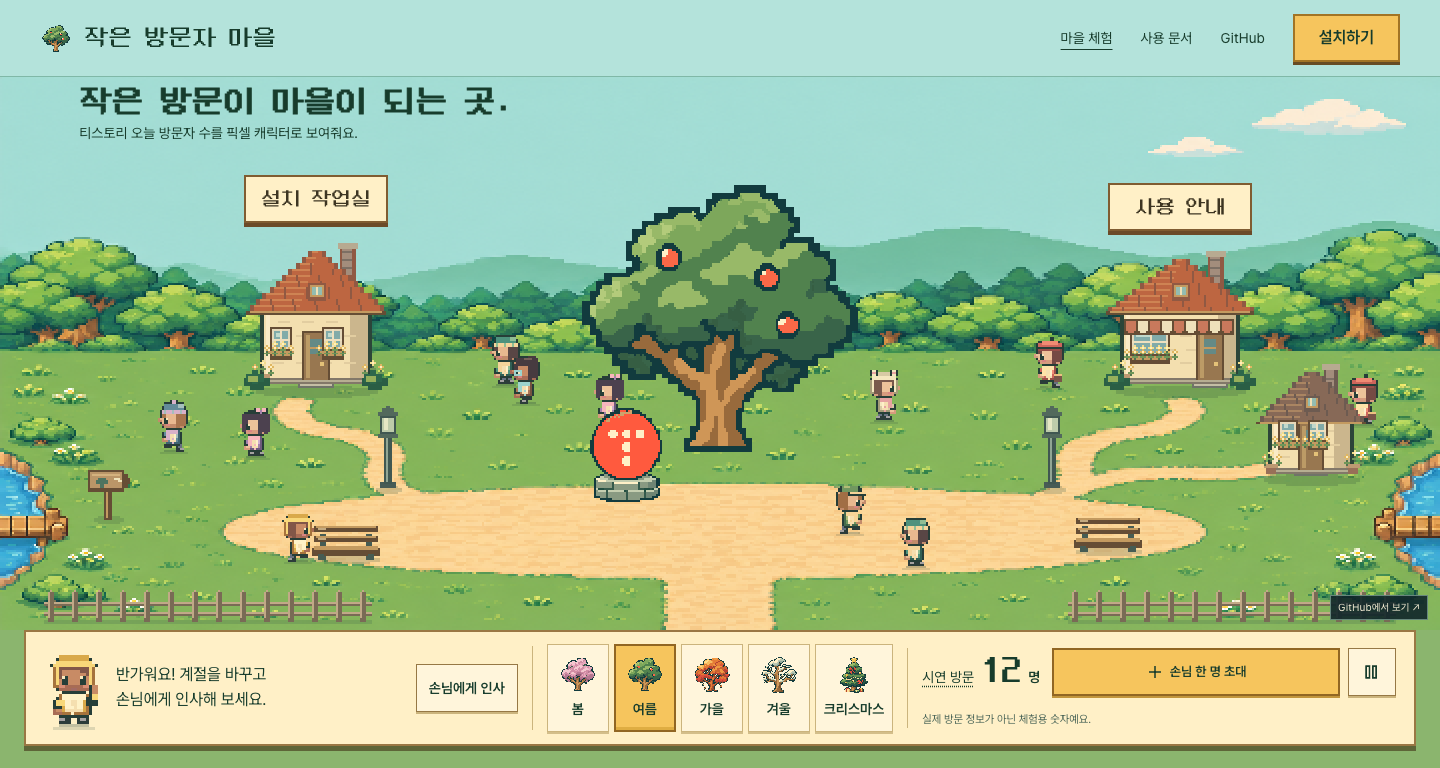 작은 방문자 마을
마을 체험
사용 문서
GitHub
설치하기
작은 방문이 마을이 되는 곳.
티스토리 오늘 방문자 수를 픽셀 캐릭터로 보여줘요.
설치 작업실
사용 안내
GitHub에서 보기 ↗
반가워요! 계절을 바꾸고
손님에게 인사해 보세요.
손님에게 인사
봄
여름
가을
겨울
크리스마스
시연 방문 12 명
+ 손님 한 명 초대
실제 방문 정보가 아닌 체험용 숫자예요.